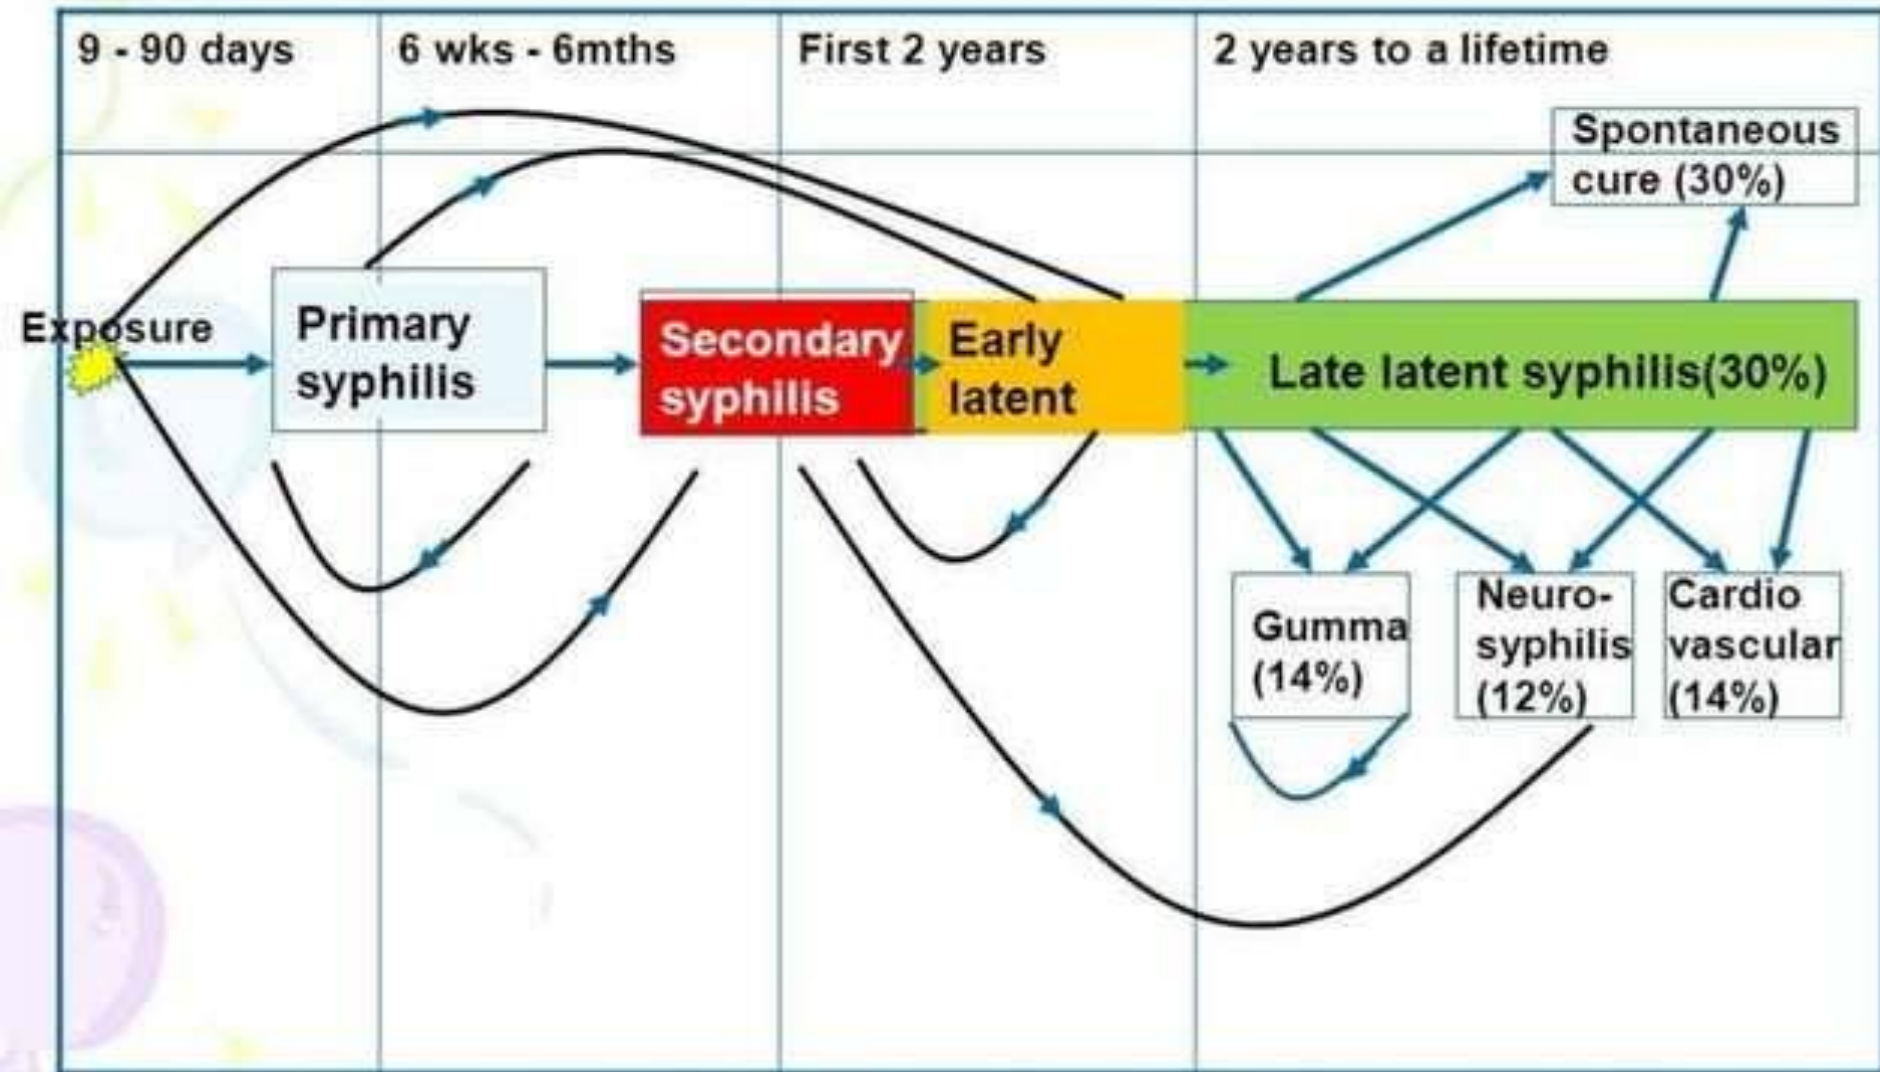 9 - 90 days
6 wks - 6mths
First 2 years
2 years to a lifetime
Spontaneous
cure (30%)
Exposure
Primary
syphilis
Secondary
syphilis
Early
latent
Late latent syphilis(30%)
Gumma
(14%)
Neuro-
syphilis
(12%)
Cardio
vascular
(14%)